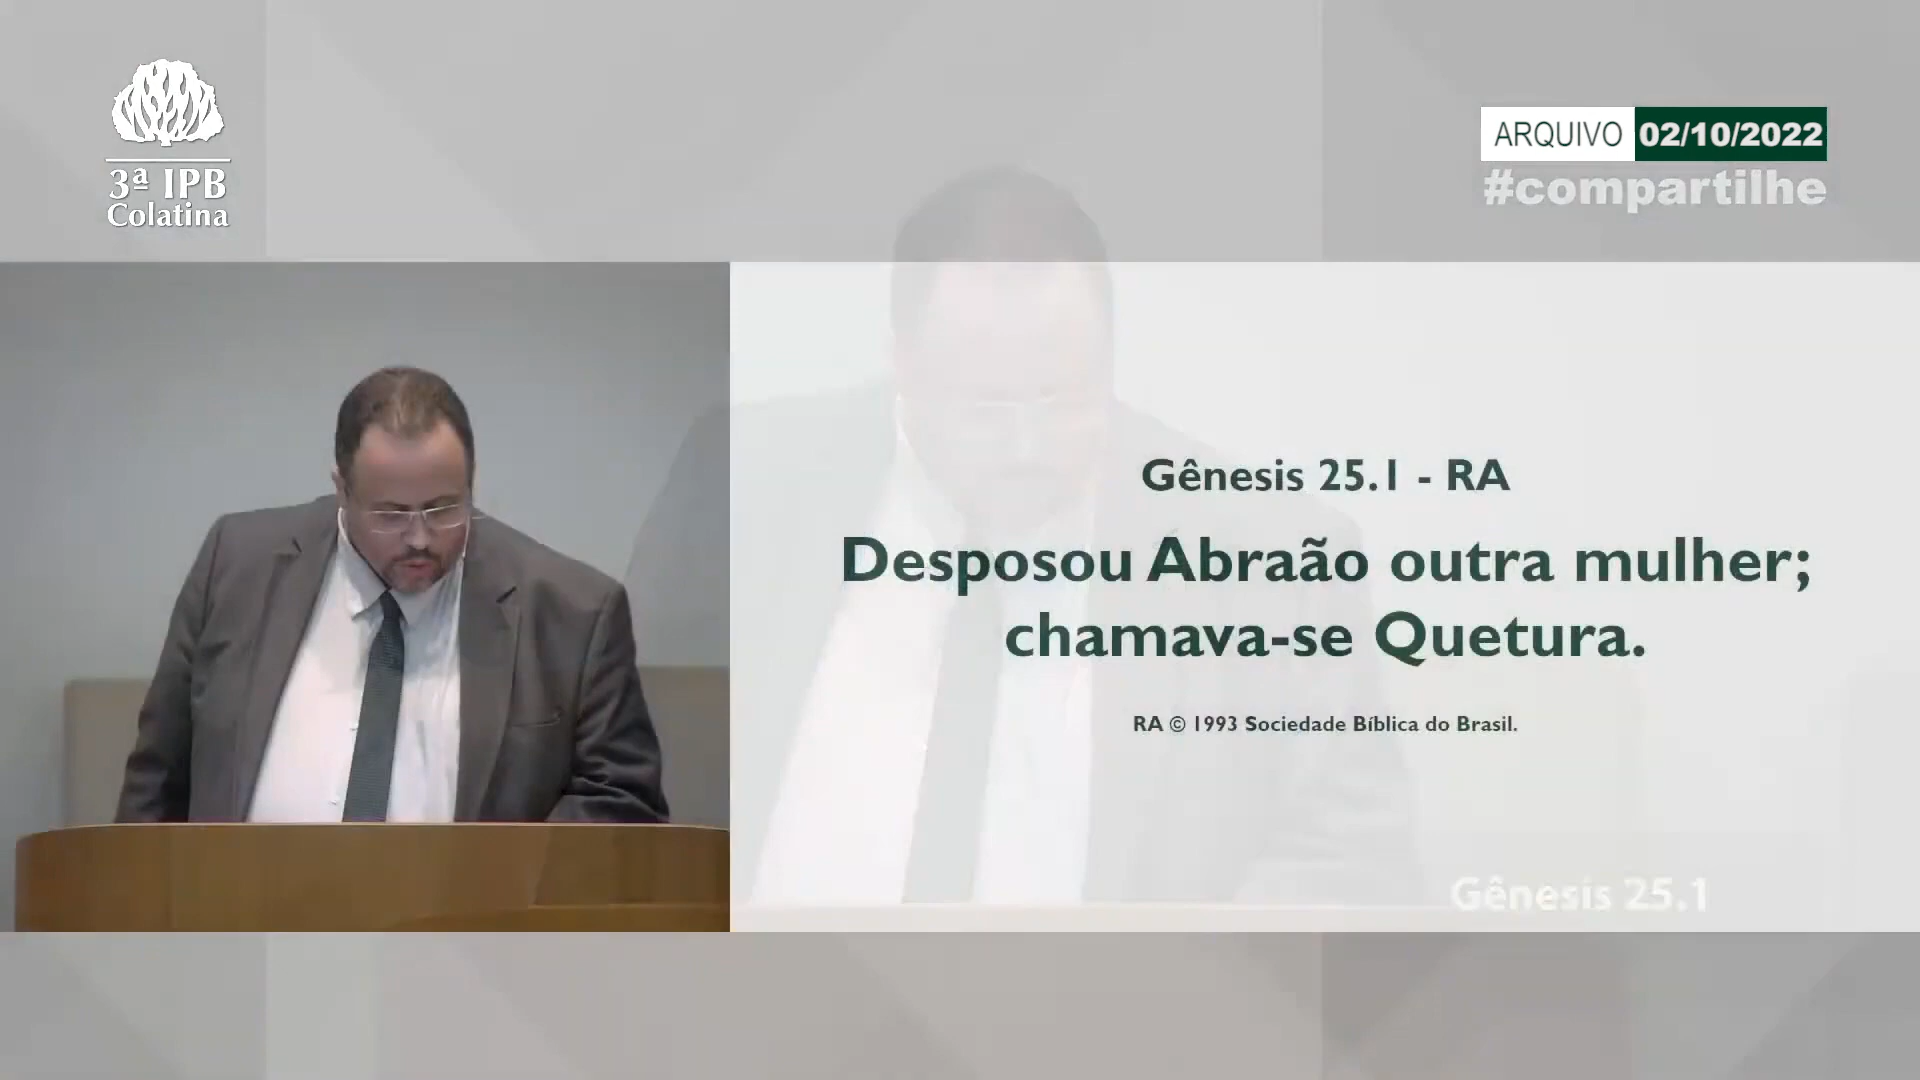 3ª IPB
Colatina
ARQUIVO 02/10/2022
#compartilhe
Gênesis 25.1 - RA
Desposou Abraão outra mulher;
chamava-se Quetura.
RA © 1993 Sociedade Bíblica do Brasil.
Gênesis 25.1